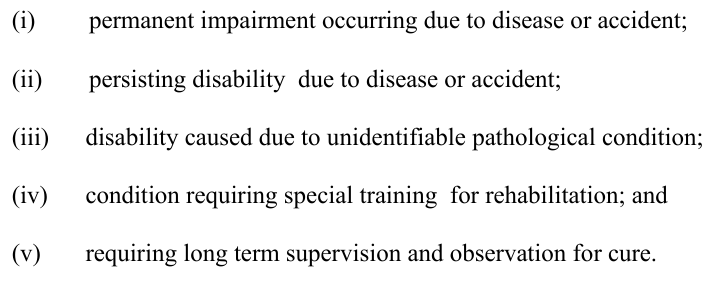 (i) permanent impairment occurring due to disease or accident;
(ii) persisting disability due to disease or accident;
(iii) disability caused due to unidentifiable pathological condition;
(iv) condition requiring special training for rehabilitation; and
(v) requiring long term supervision and observation for cure.